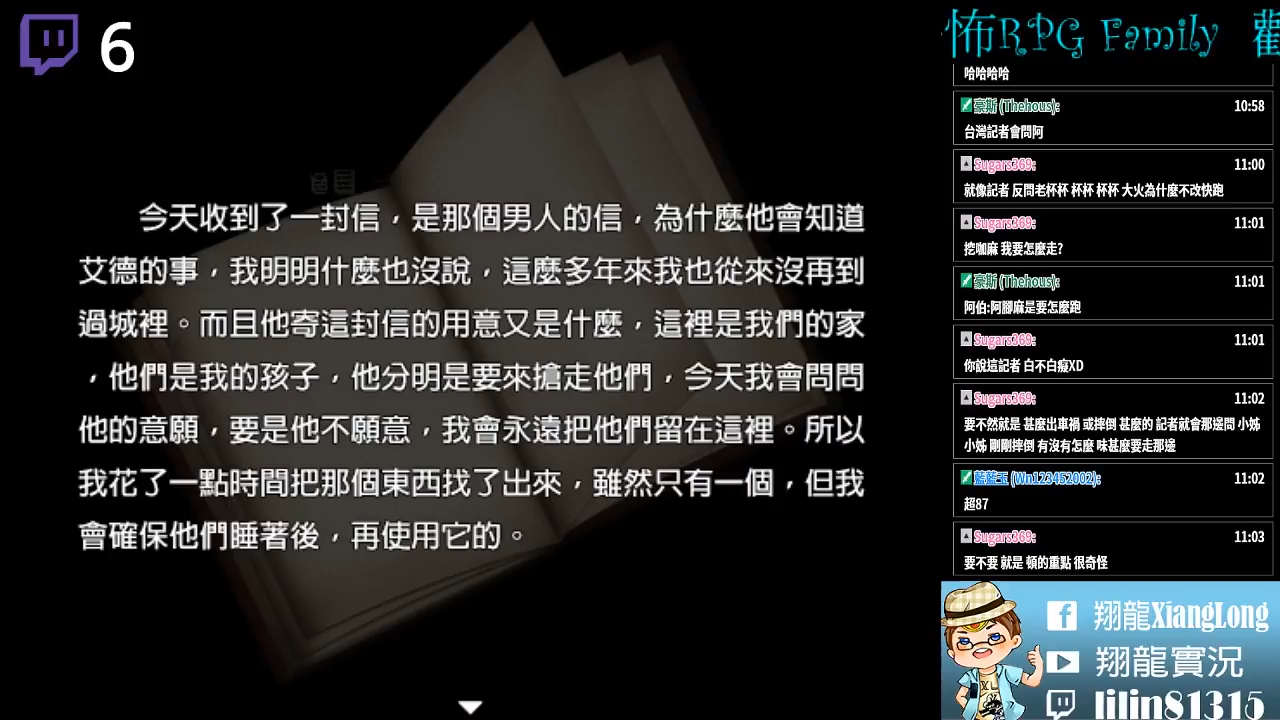 6
今天收到了一封信，是那個男人的信，為什麼他會知道
艾德的事，我明明什麼也沒說，這麼多年來我也從來沒再到
過城裡。而且他寄這封信的用意又是什麼，這裡是我們的家
，他們是我的孩子，他分明是要來搶走他們，今天我會問問
他的意願，要是他不願意，我會永遠把他們留在這裡。所以
我花了一點時間把那個東西找了出來，雖然只有一個，但我
會確保他們睡著後，再使用它的。
怖RPG Family 歡
哈哈哈哈
豪斯 (Thehous): 10:58
台灣記者會問阿
Sugars369: 11:00
就像記者 反問老杯杯 杯杯 杯杯 大火為什麼不改快跑
Sugars369: 11:01
挖咖麻 我要怎麼走?
豪斯 (Thehous): 11:01
阿伯:阿腳麻是要怎麼跑
Sugars369: 11:01
你說這記者 白不白癡XD
Sugars369: 11:02
要不然就是 甚麼出車禍 或摔倒 甚麼的 記者就會那邊問 小姊
小姊 剛剛摔倒 有沒有怎麼 味甚麼要走那邊
藍藍玉 (Wn123452002): 11:02
超87
Sugars369: 11:03
要不要 就是 頓的重點 很奇怪
翔龍XiangLong
翔龍實況
lilin81315